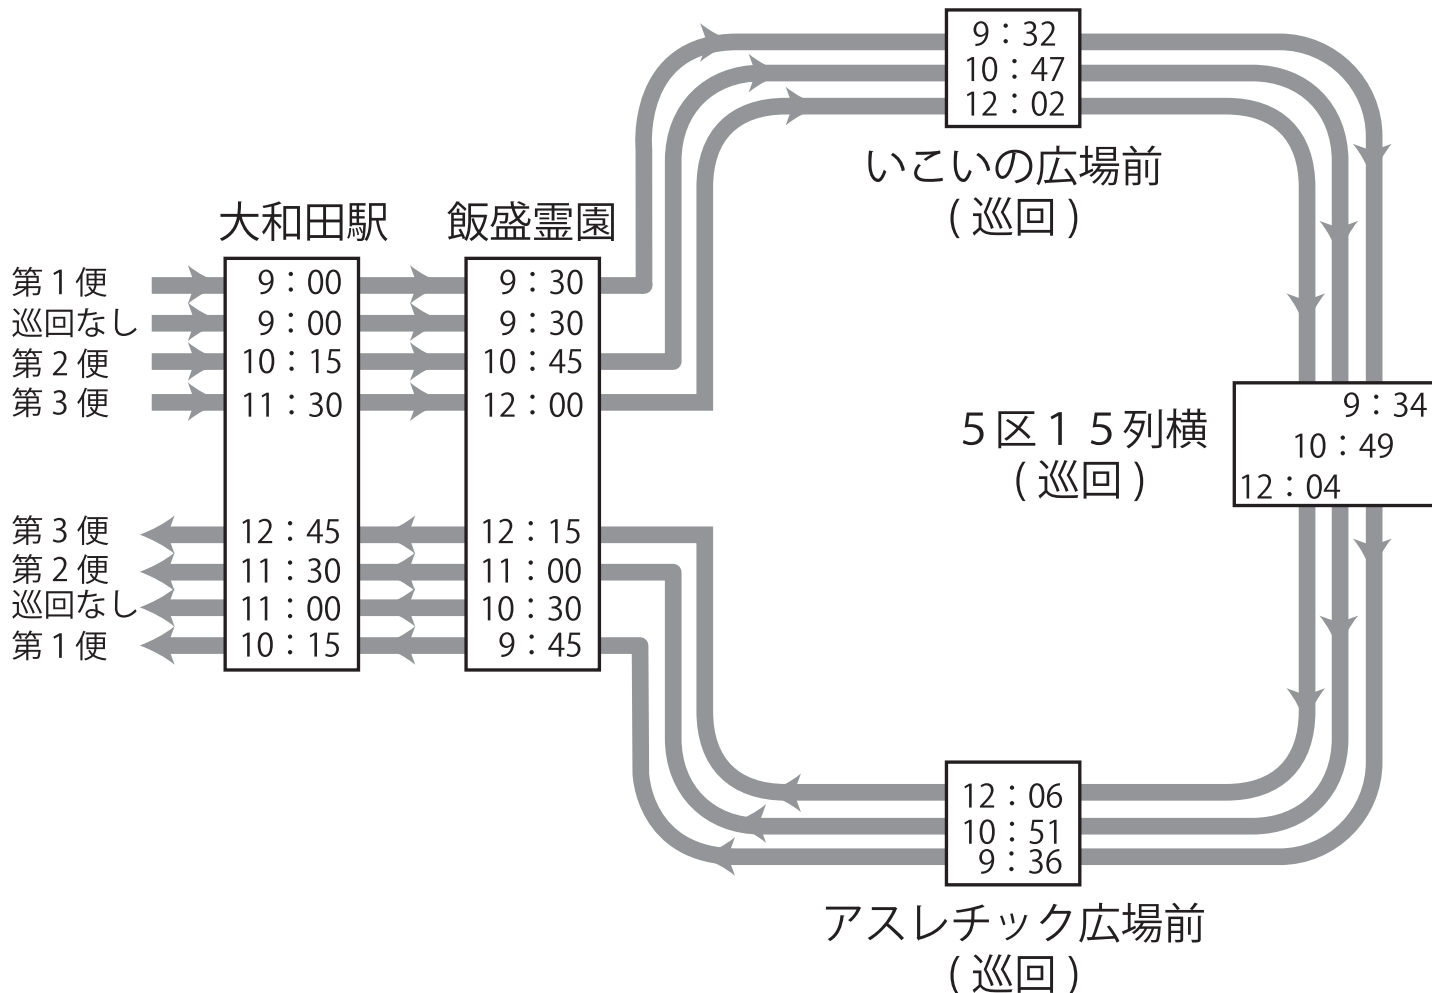 9：32
10：47
12：02
いこいの広場前
(巡回)
大和田駅 飯盛霊園
第1便 9：00 9：30
巡回なし 9：00 9：30
第2便 10：15 10：45
第3便 11：30 12：00
5区15列横
(巡回)
9：34
10：49
12：04
第3便 12：45 12：15
第2便 11：30 11：00
巡回なし 11：00 10：30
第1便 10：15 9：45
12：06
10：51
9：36
アスレチック広場前
(巡回)